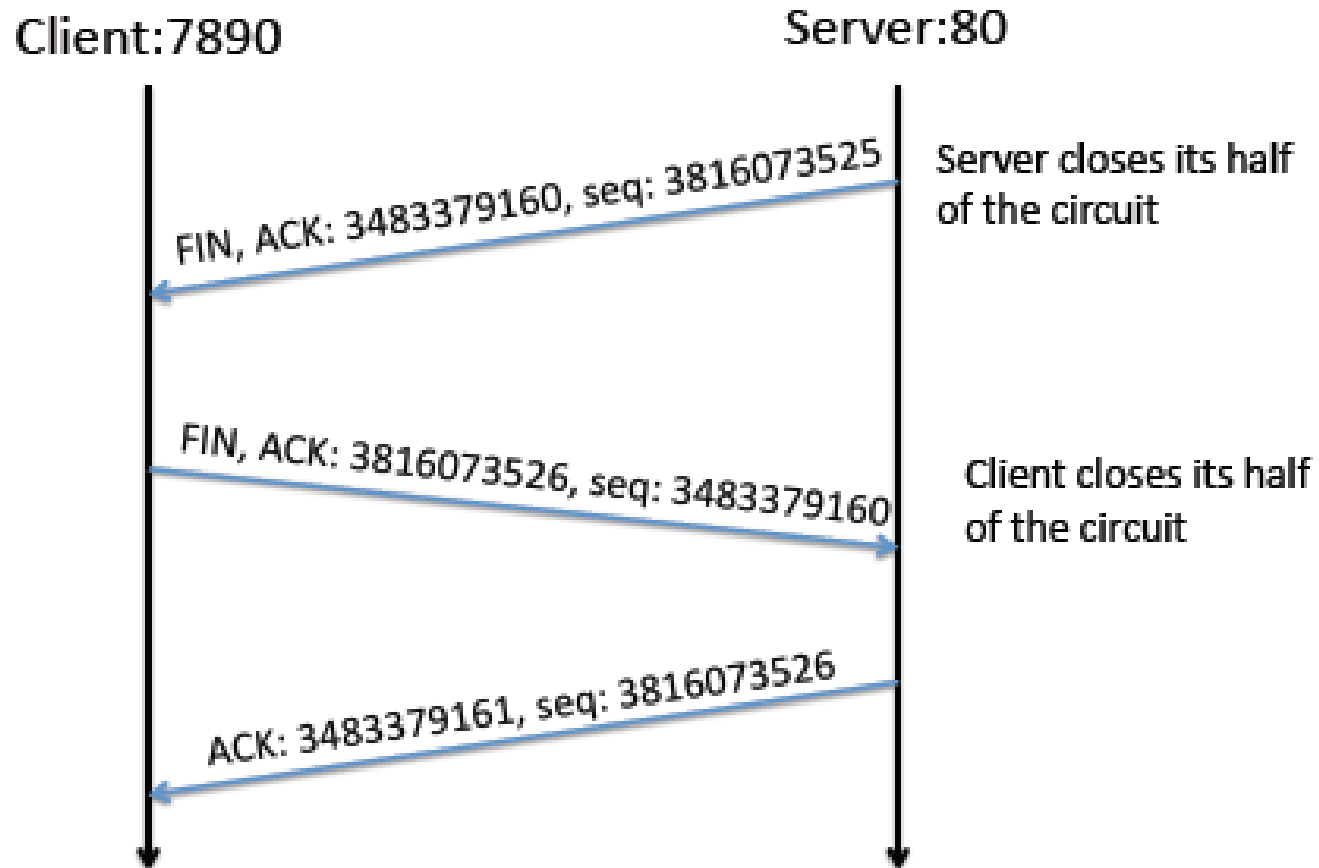 Client:7890
Server:80
FIN, ACK: 3483379160, seq: 3816073525
Server closes its half
of the circuit
FIN, ACK: 3816073526, seq: 3483379160
Client closes its half
of the circuit
ACK: 3483379161, seq: 3816073526